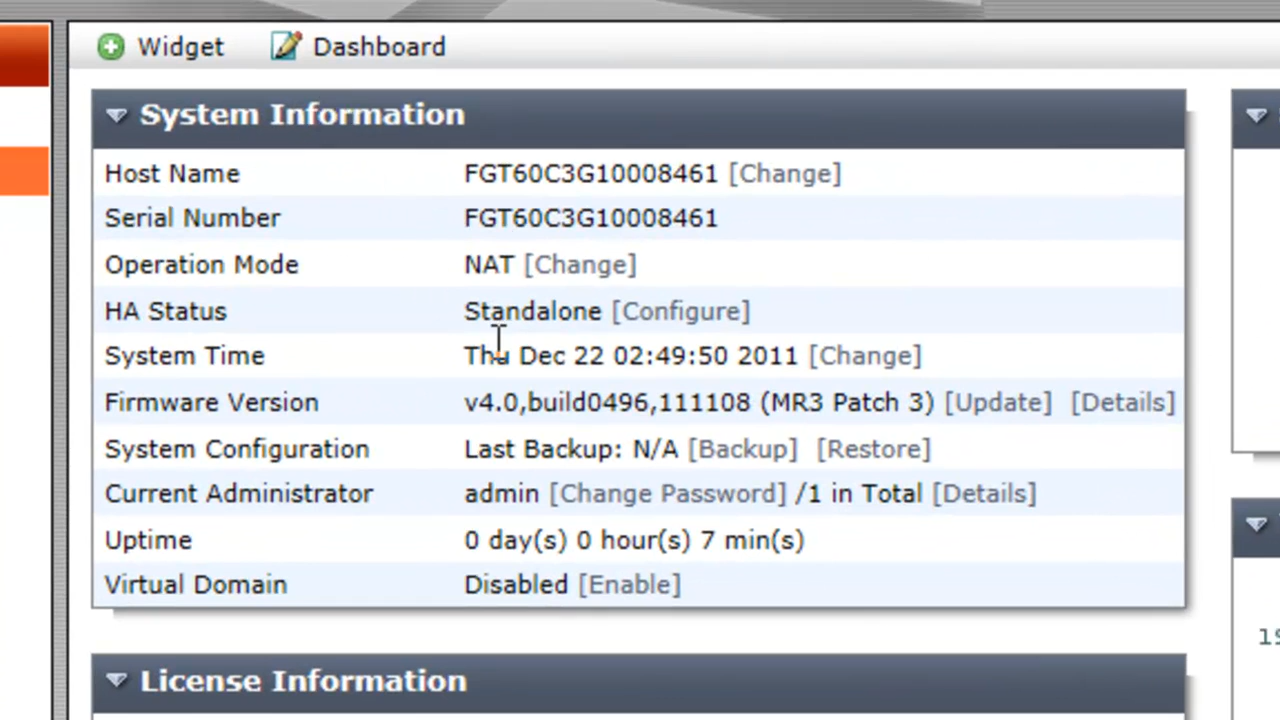 Widget Dashboard
System Information
Host Name FGT60C3G10008461 [Change]
Serial Number FGT60C3G10008461
Operation Mode NAT [Change]
HA Status Standalone [Configure]
System Time Thu Dec 22 02:49:50 2011 [Change]
Firmware Version v4.0,build0496,111108 (MR3 Patch 3) [Update] [Details]
System Configuration Last Backup: N/A [Backup] [Restore]
Current Administrator admin [Change Password] /1 in Total [Details]
Uptime 0 day(s) 0 hour(s) 7 min(s)
Virtual Domain Disabled [Enable]
License Information